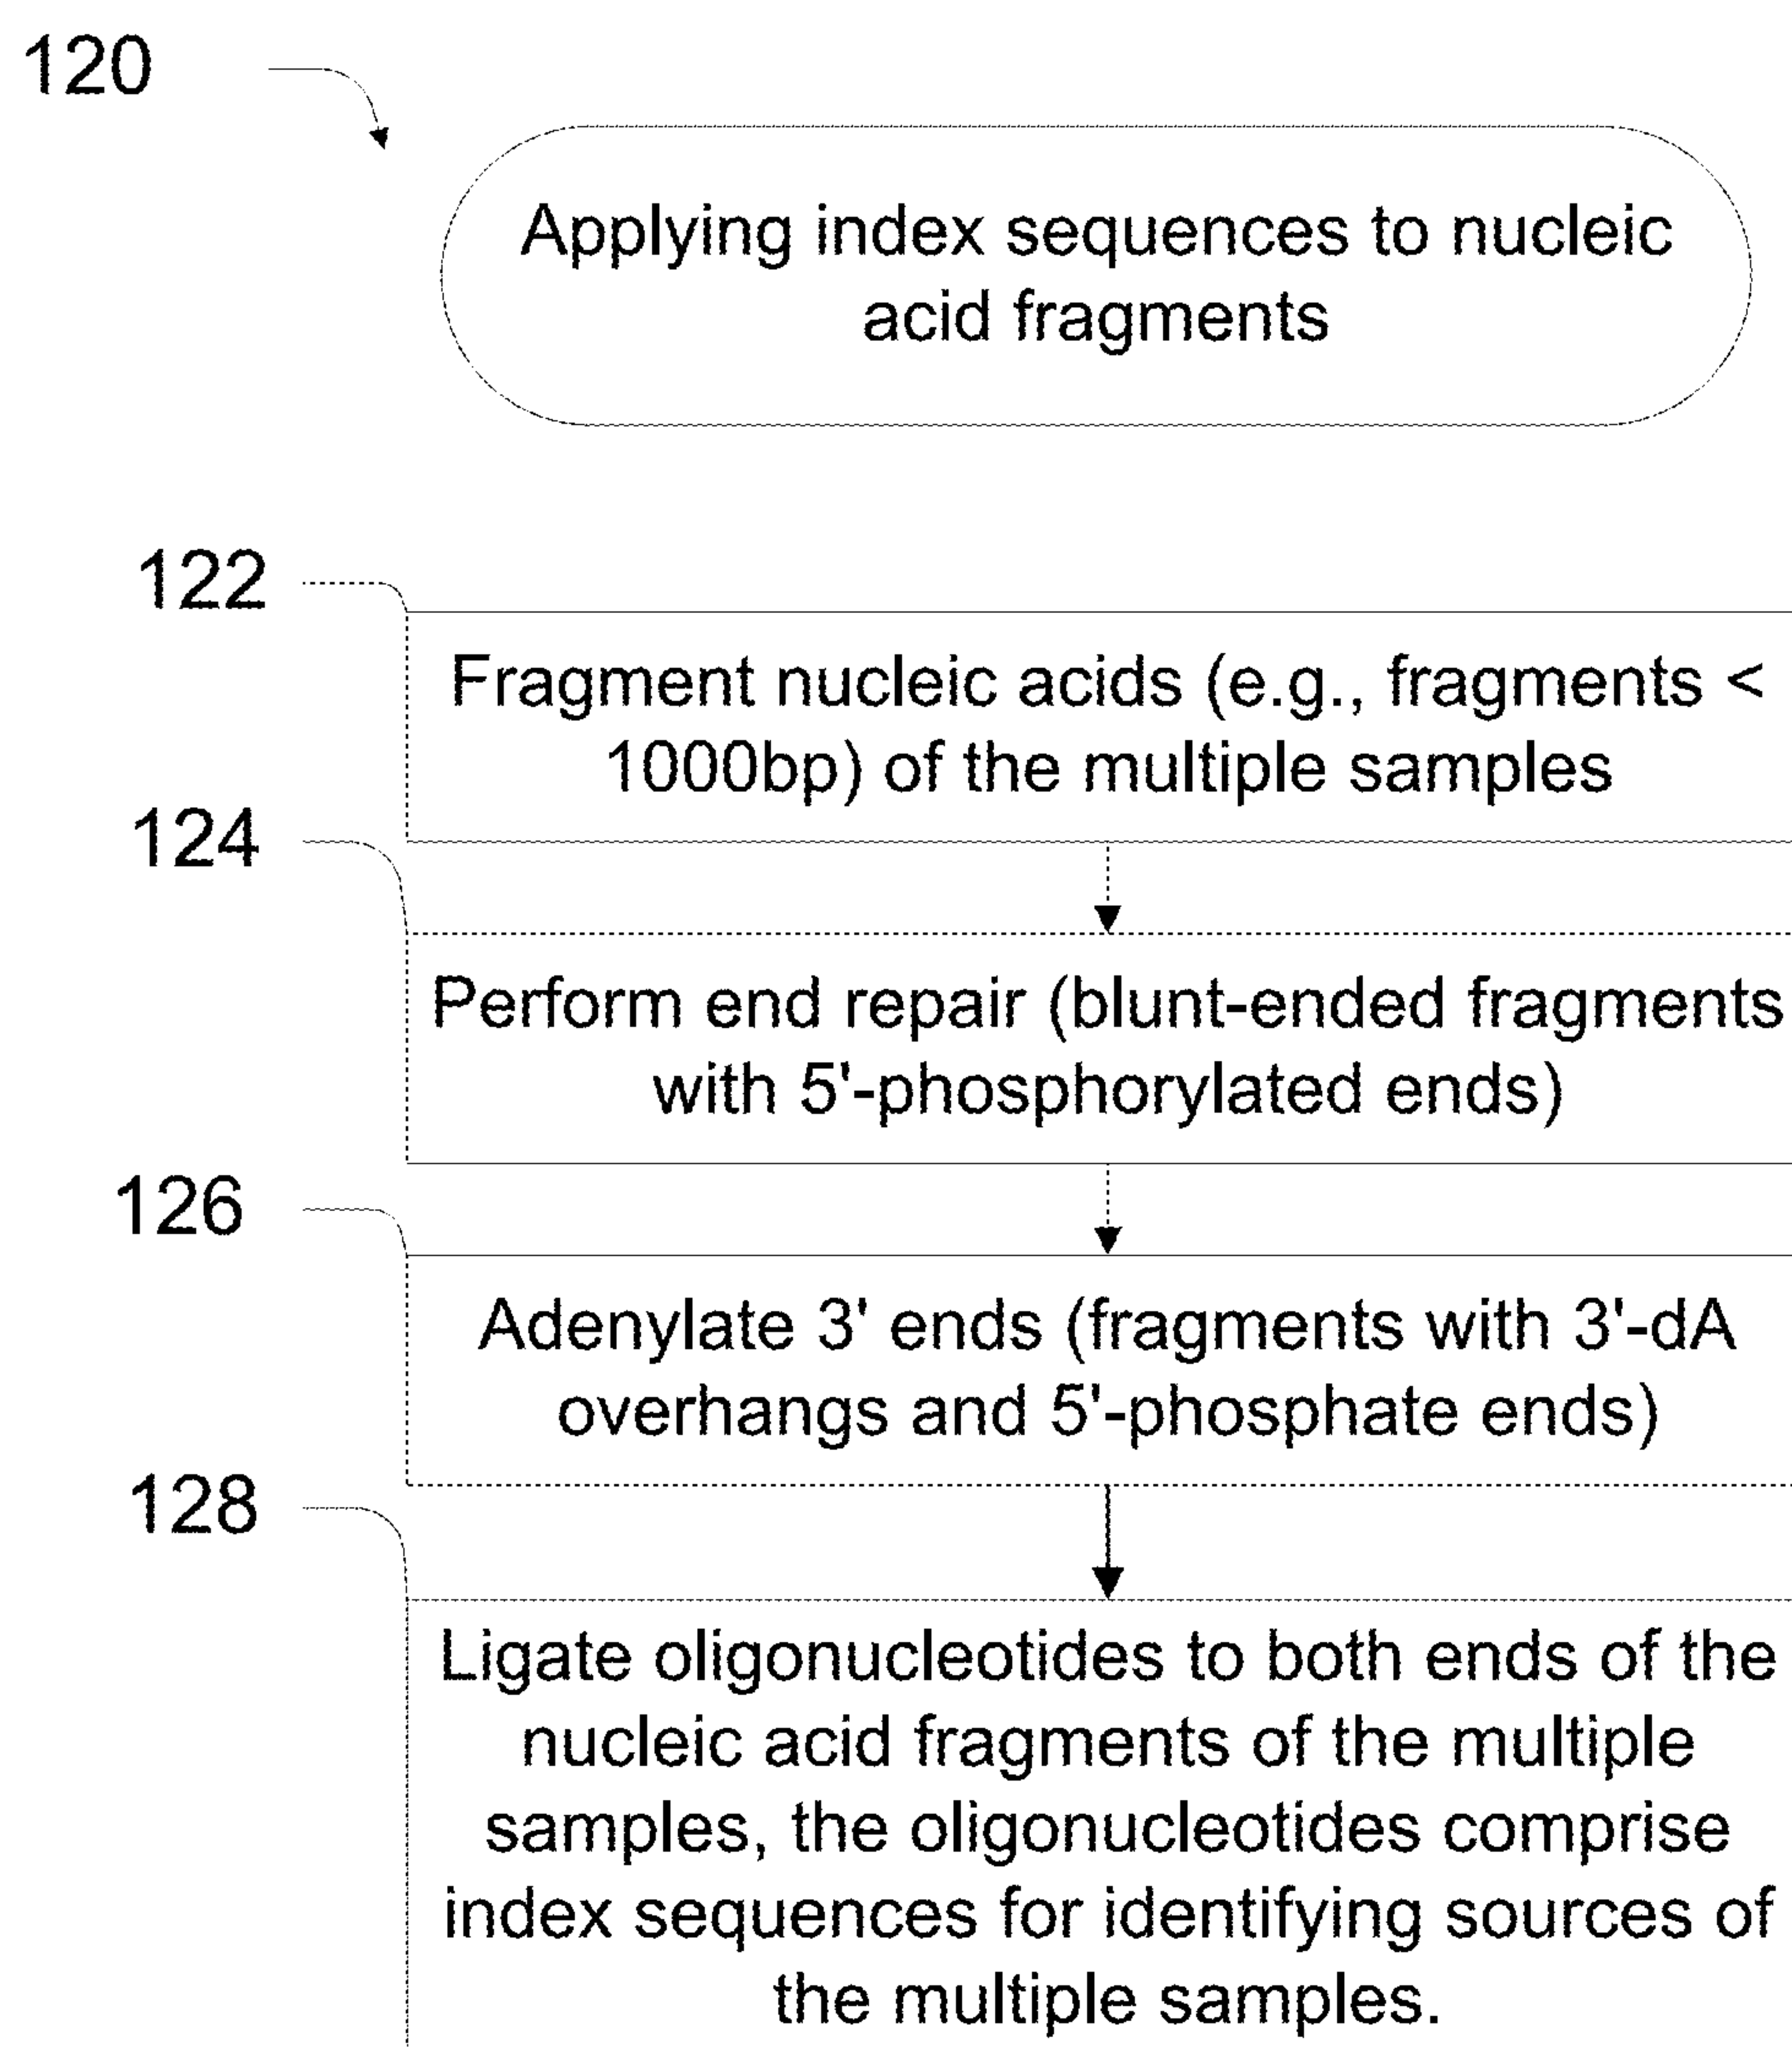 120
Applying index sequences to nucleic
acid fragments
122
Fragment nucleic acids (e.g., fragments <
1000bp) of the multiple samples
124
Perform end repair (blunt-ended fragments
with 5'-phosphorylated ends)
126
Adenylate 3' ends (fragments with 3'-dA
overhangs and 5'-phosphate ends)
128
Ligate oligonucleotides to both ends of the
nucleic acid fragments of the multiple
samples, the oligonucleotides comprise
index sequences for identifying sources of
the multiple samples.